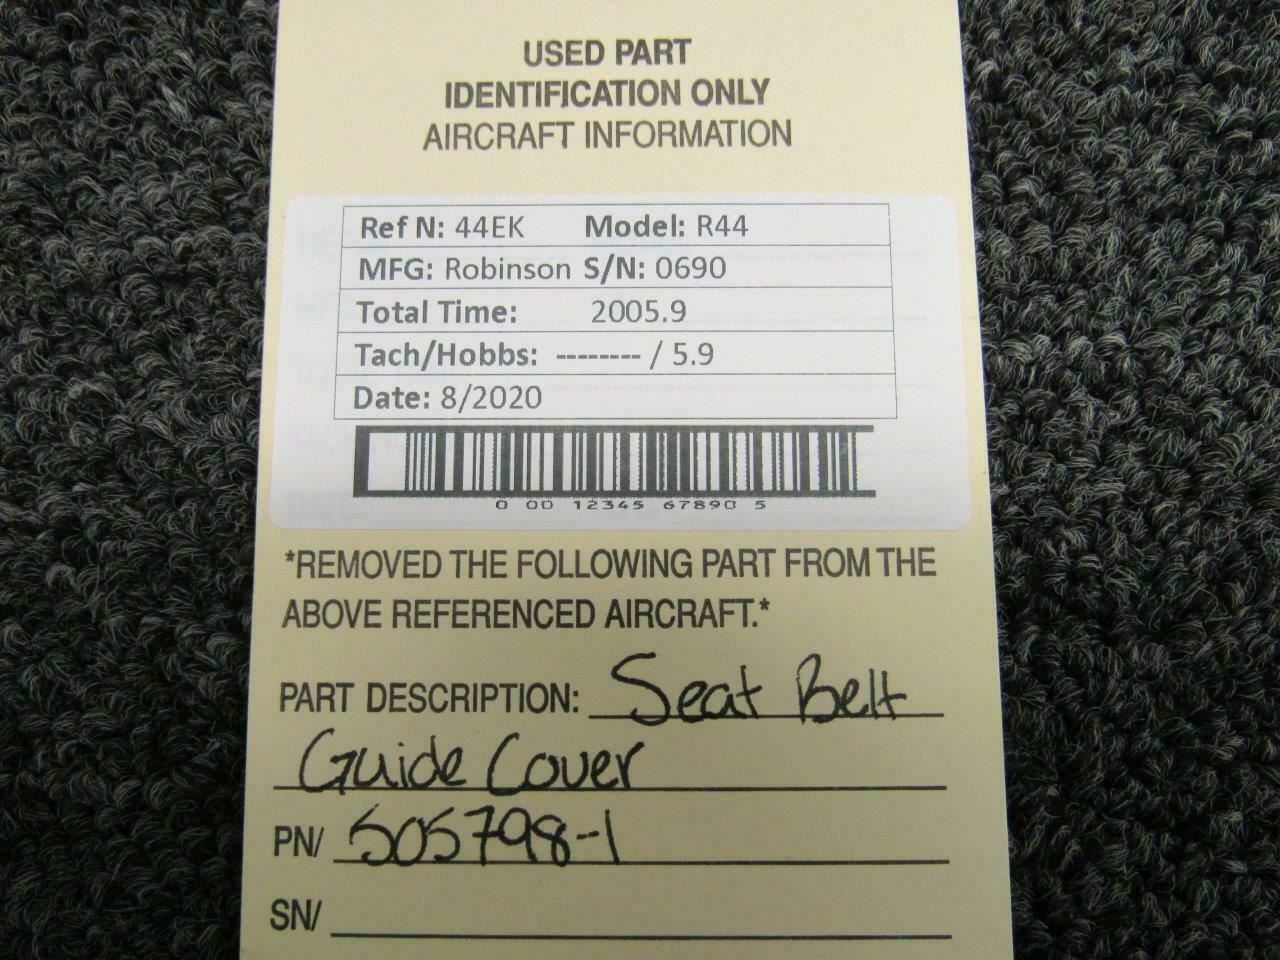 USED PART
IDENTIFICATION ONLY
AIRCRAFT INFORMATION
Ref N: 44EK Model: R44
MFG: Robinson S/N: 0690
Total Time: 2005.9
Tach/Hobbs: -------- / 5.9
Date: 8/2020
0 00 12345 67890 5
*REMOVED THE FOLLOWING PART FROM THE
ABOVE REFERENCED AIRCRAFT.*
PART DESCRIPTION: Seat Belt
Guide Cover
PN/ 505798-1
SN/